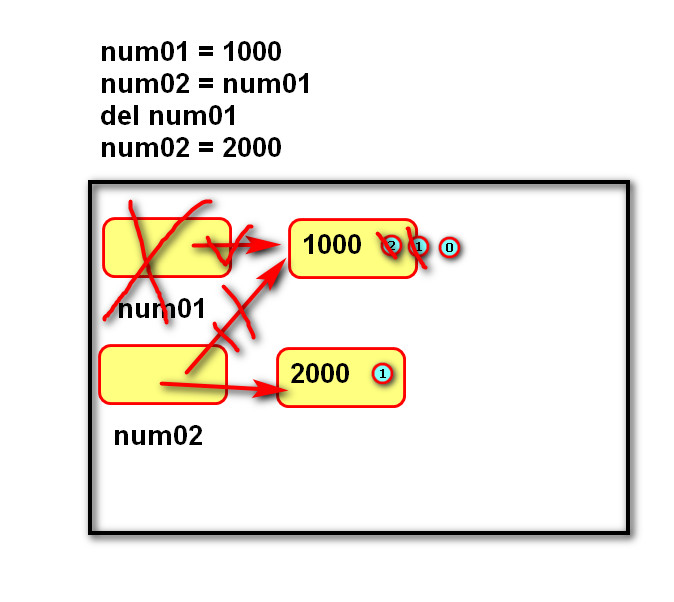 num01 = 1000
num02 = num01
del num01
num02 = 2000
1000 2 1 0
num01
2000 1
num02